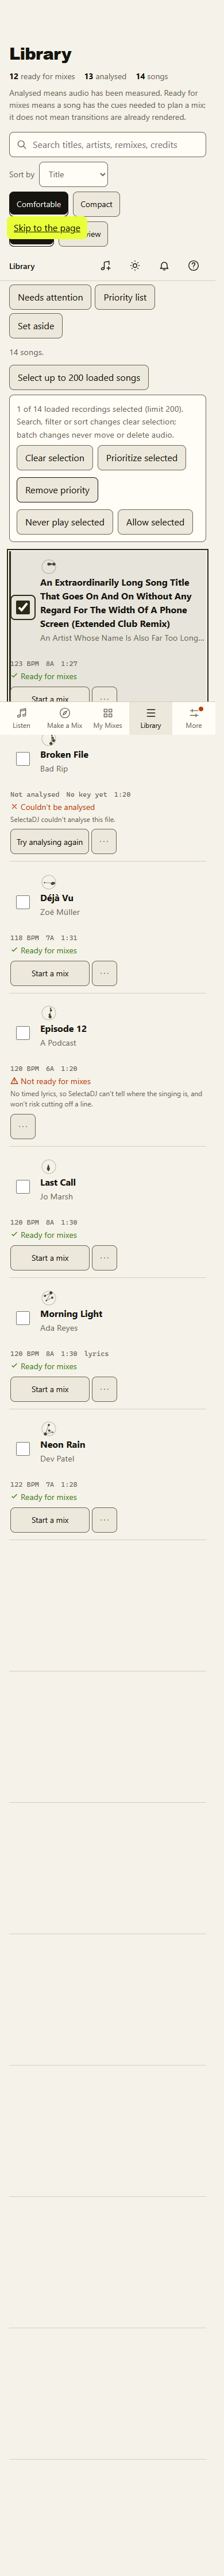 Library
12 ready for mixes 13 analysed 14 songs
Analysed means audio has been measured. Ready for
mixes means a song has the cues needed to plan a mix;
it does not mean transitions are already rendered.
Search titles, artists, remixes, credits
Sort by Title
Comfortable Compact
Skip to the page
Library
Needs attention Priority list
Set aside
14 songs.
Select up to 200 loaded songs
1 of 14 loaded recordings selected (limit 200).
Search, filter or sort changes clear selection;
batch changes never move or delete audio.
Clear selection Prioritize selected
Remove priority
Never play selected Allow selected
An Extraordinarily Long Song Title
That Goes On And On Without Any
Regard For The Width Of A Phone
Screen (Extended Club Remix)
An Artist Whose Name Is Also Far Too Long...
123 BPM 8A 1:27
Ready for mixes
Start a mix ...
Listen Make a Mix My Mixes Library More
Broken File
Bad Rip
Not analysed No key yet 1:20
Couldn't be analysed
SelectaDJ couldn't analyse this file.
Try analysing again ...
Déjà Vu
Zoë Müller
118 BPM 7A 1:31
Ready for mixes
Start a mix ...
Episode 12
A Podcast
120 BPM 6A 1:20
Not ready for mixes
No timed lyrics, so SelectaDJ can't tell where the singing is, and
won't risk cutting off a line.
...
Last Call
Jo Marsh
120 BPM 8A 1:30
Ready for mixes
Start a mix ...
Morning Light
Ada Reyes
120 BPM 8A 1:30 lyrics
Ready for mixes
Start a mix ...
Neon Rain
Dev Patel
122 BPM 7A 1:28
Ready for mixes
Start a mix ...